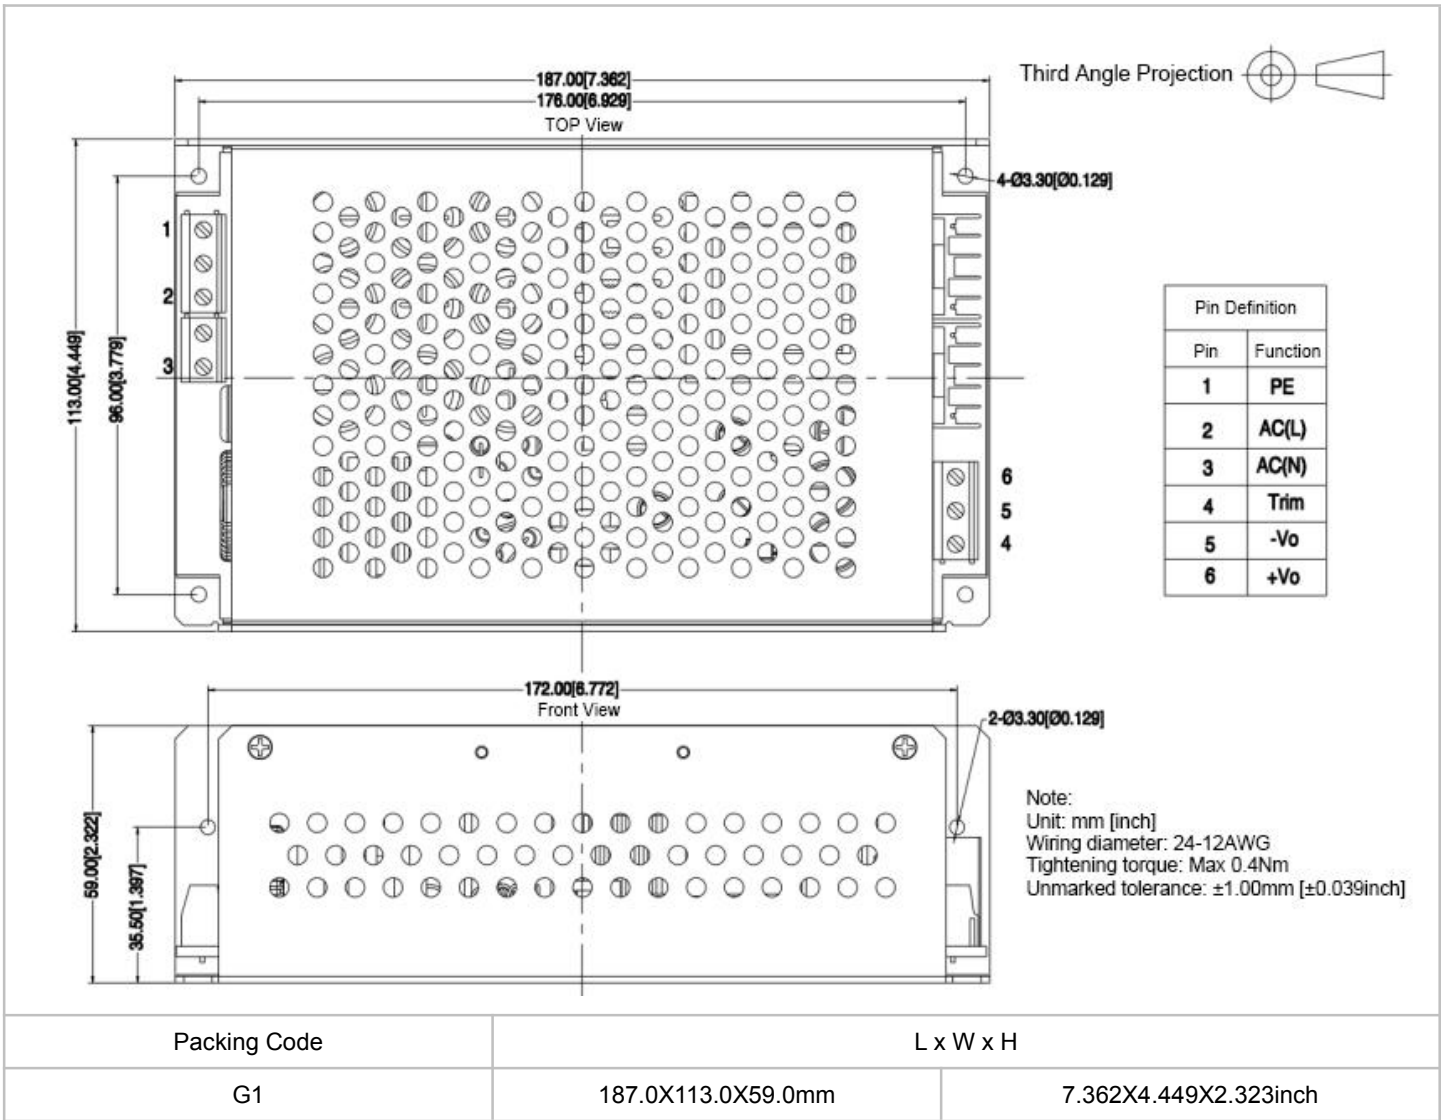 187.00[7.362]
Third Angle Projection
176.00[6.929]
TOP View
4-Ø3.30[Ø0.129]
1
2
3
113.00[4.449]
96.00[3.779]
6
5
4
Pin Definition
Pin Function
1 PE
2 AC(L)
3 AC(N)
4 Trim
5 -Vo
6 +Vo
172.00[6.772]
Front View
2-Ø3.30[Ø0.129]
59.00[2.322]
35.50[1.397]
Note:
Unit: mm [inch]
Wiring diameter: 24-12AWG
Tightening torque: Max 0.4Nm
Unmarked tolerance: ±1.00mm [±0.039inch]
Packing Code L x W x H
G1 187.0X113.0X59.0mm 7.362X4.449X2.323inch